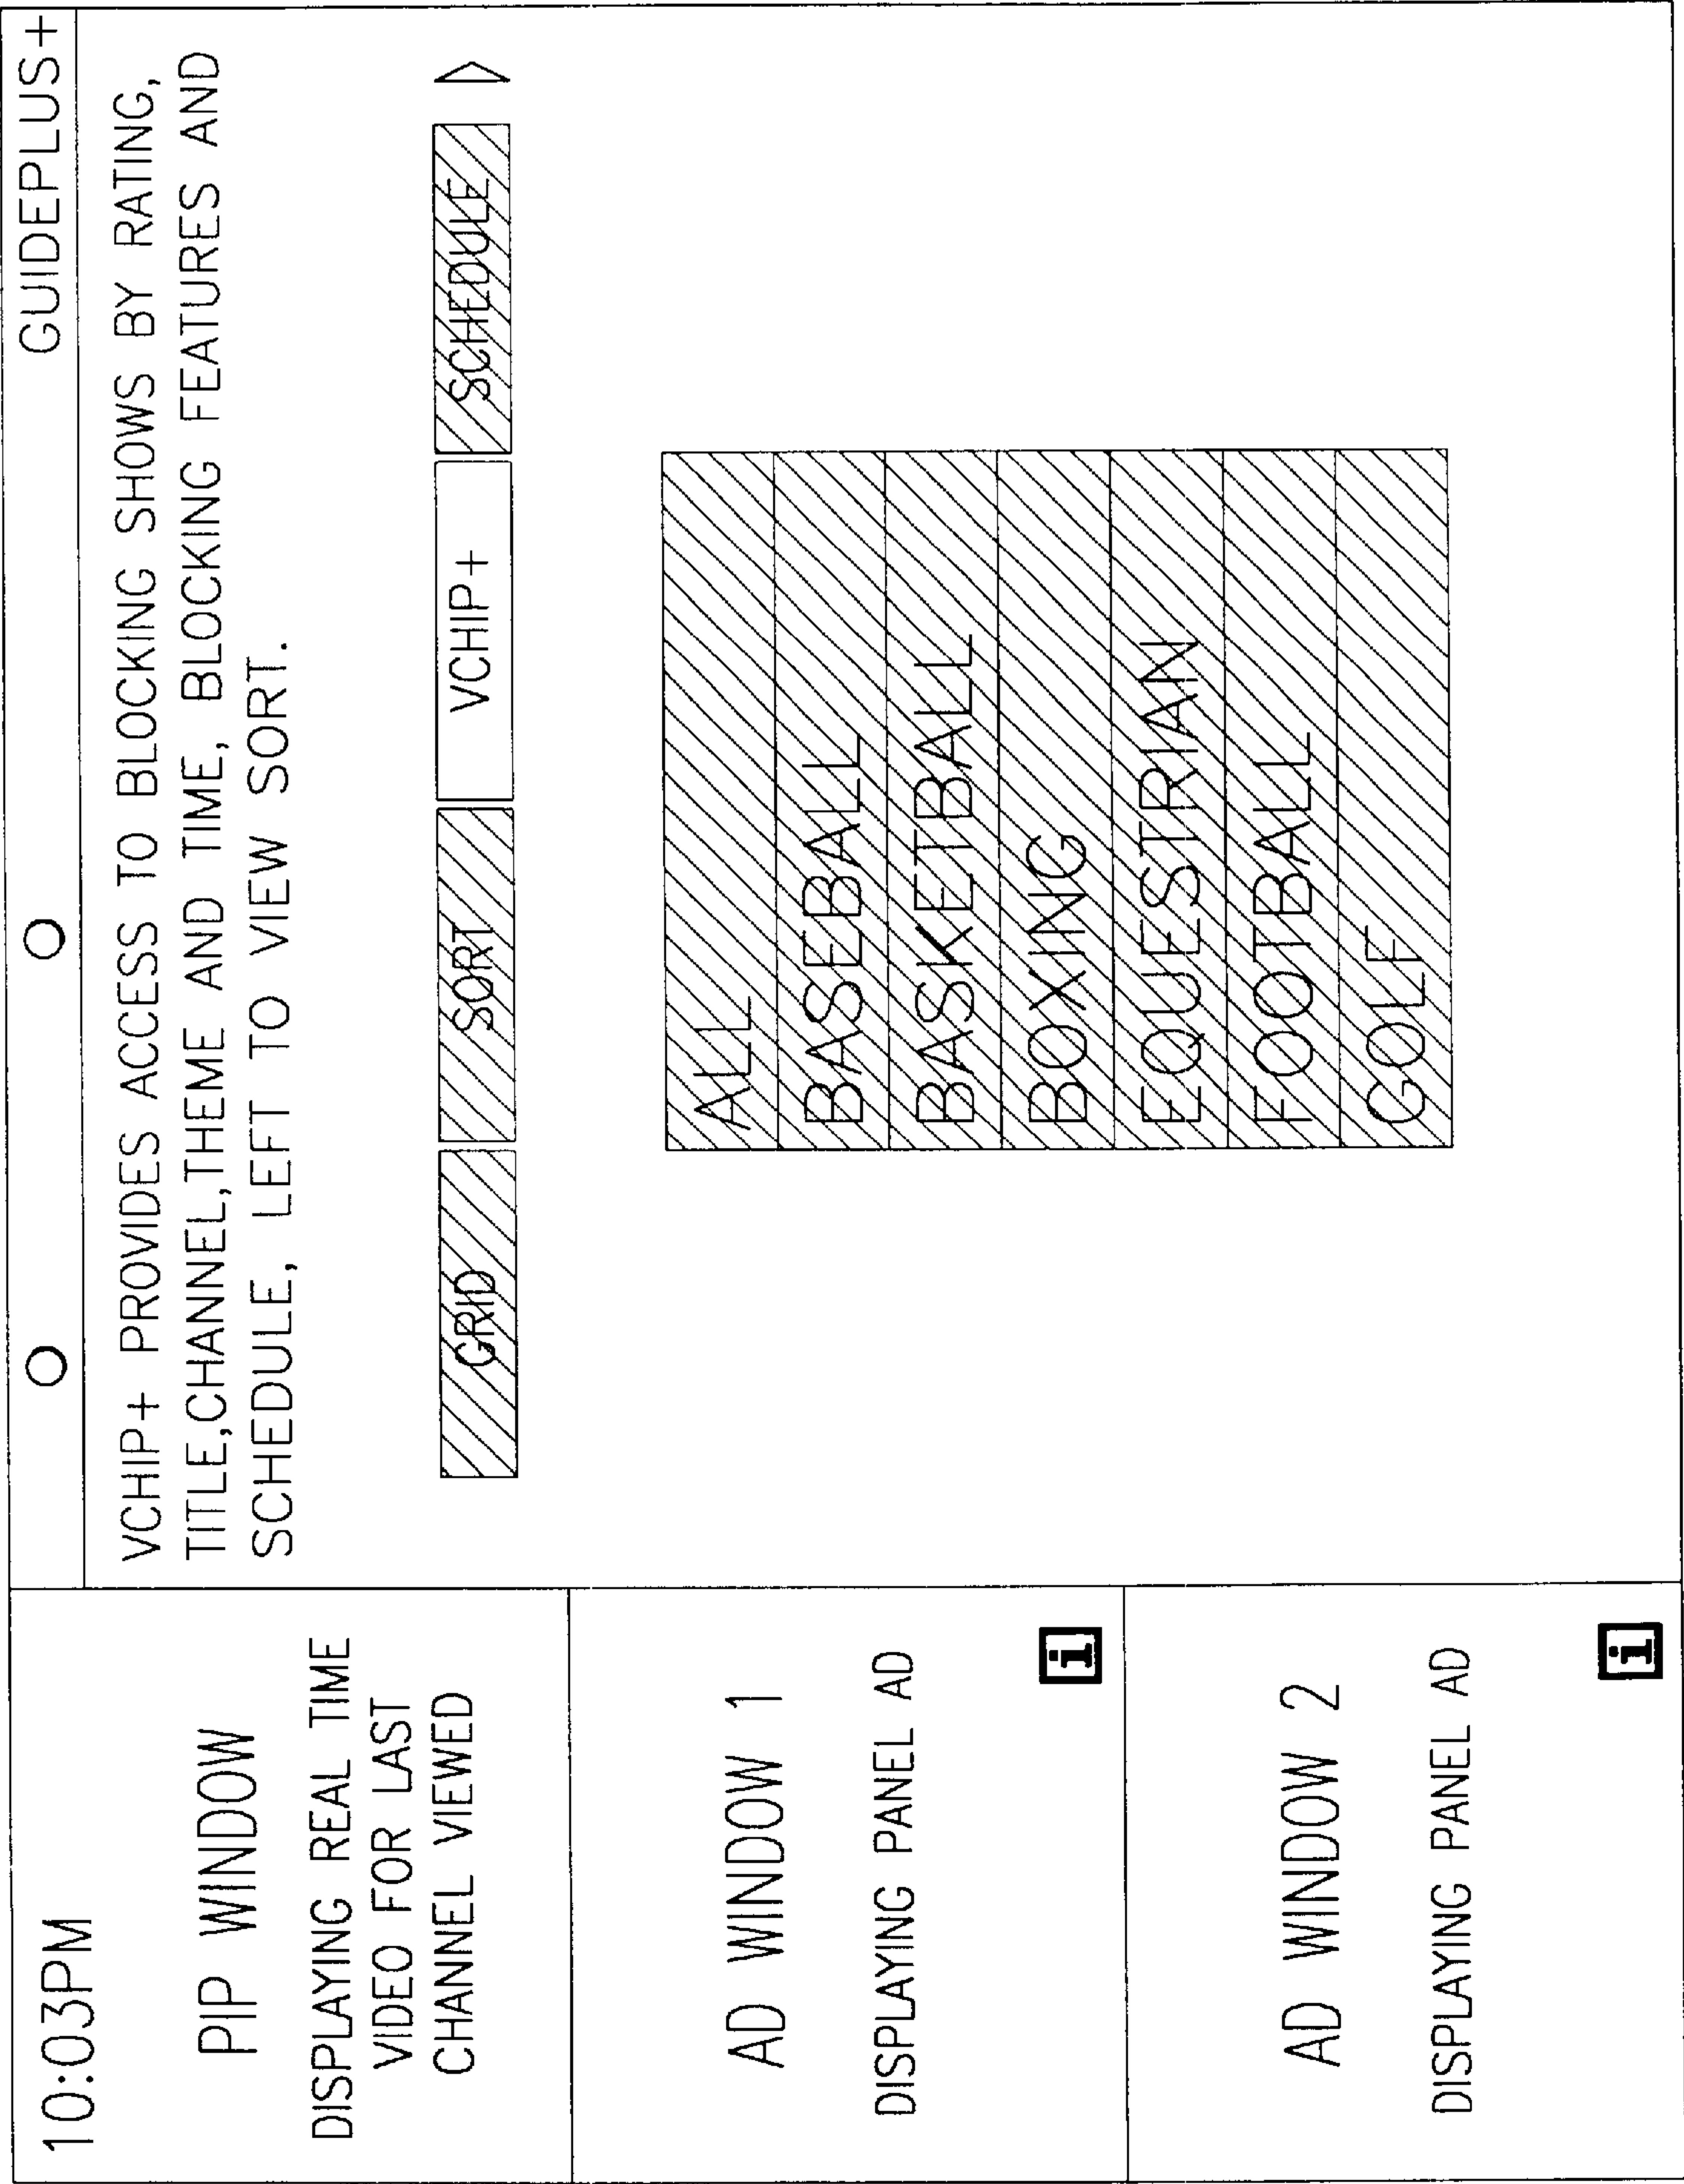 10:03PM
GUIDEPLUS+
PIP WINDOW
DISPLAYING REAL TIME
VIDEO FOR LAST
CHANNEL VIEWED
AD WINDOW 1
DISPLAYING PANEL AD
i
AD WINDOW 2
DISPLAYING PANEL AD
i
VCHIP+ PROVIDES ACCESS TO BLOCKING SHOWS BY RATING,
TITLE,CHANNEL,THEME AND TIME, BLOCKING FEATURES AND
SCHEDULE, LEFT TO VIEW SORT.
GRID SORT VCHIP+ SCHEDULE
ALL
BASEBALL
BASKETBALL
BOXING
EQUESTRIAN
FOOTBALL
GOLF